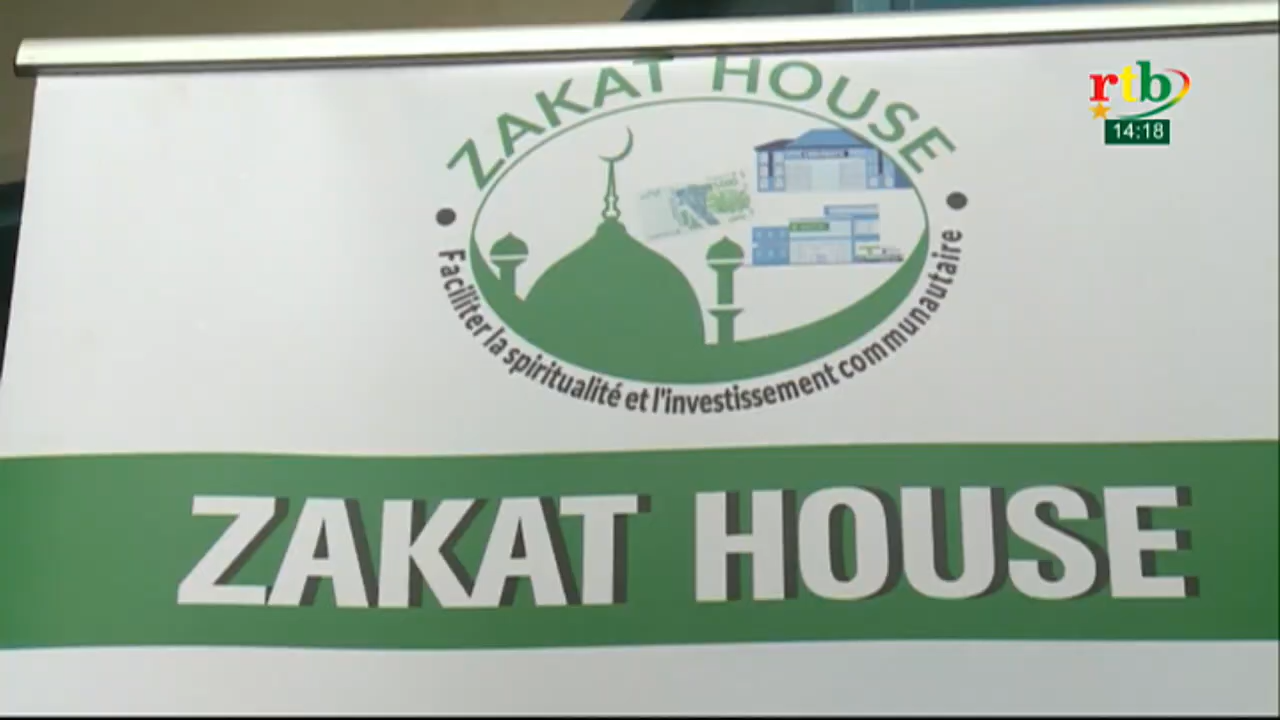 ZAKAT HOUSE
rtb
14:18
Faciliter la spiritualité et l'investissement communautaire
ZAKAT HOUSE